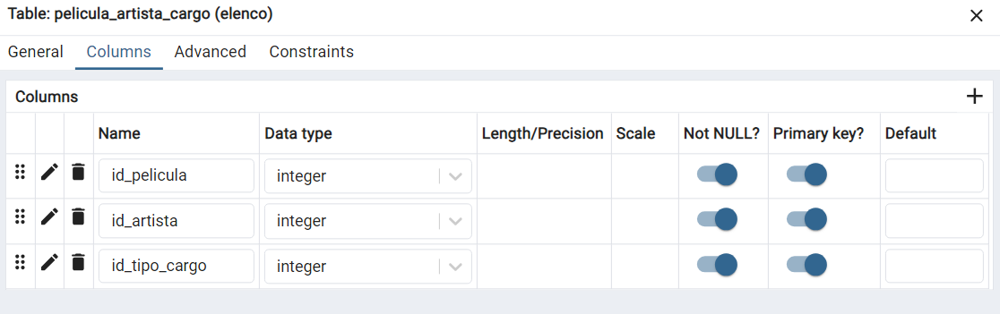 Table: pelicula_artista_cargo (elenco)
General Columns Advanced Constraints
Columns
Name Data type Length/Precision Scale Not NULL? Primary key? Default
id_pelicula integer
id_artista integer
id_tipo_cargo integer